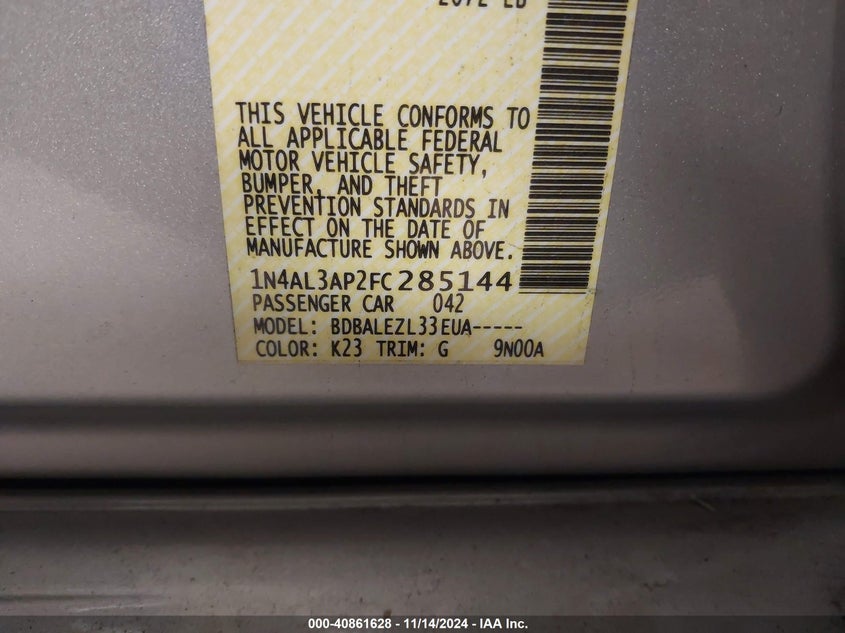 THIS VEHICLE CONFORMS TO
ALL APPLICABLE FEDERAL
MOTOR VEHICLE SAFETY,
BUMPER, AND THEFT
PREVENTION STANDARDS IN
EFFECT ON THE DATE OF
MANUFACTURE SHOWN ABOVE.
1N4AL3AP2FC285144
PASSENGER CAR 042
MODEL: BDBALEZL33EUA-----
COLOR: K23 TRIM: G 9N00A
000-40861628 - 11/14/2024 - IAA Inc.